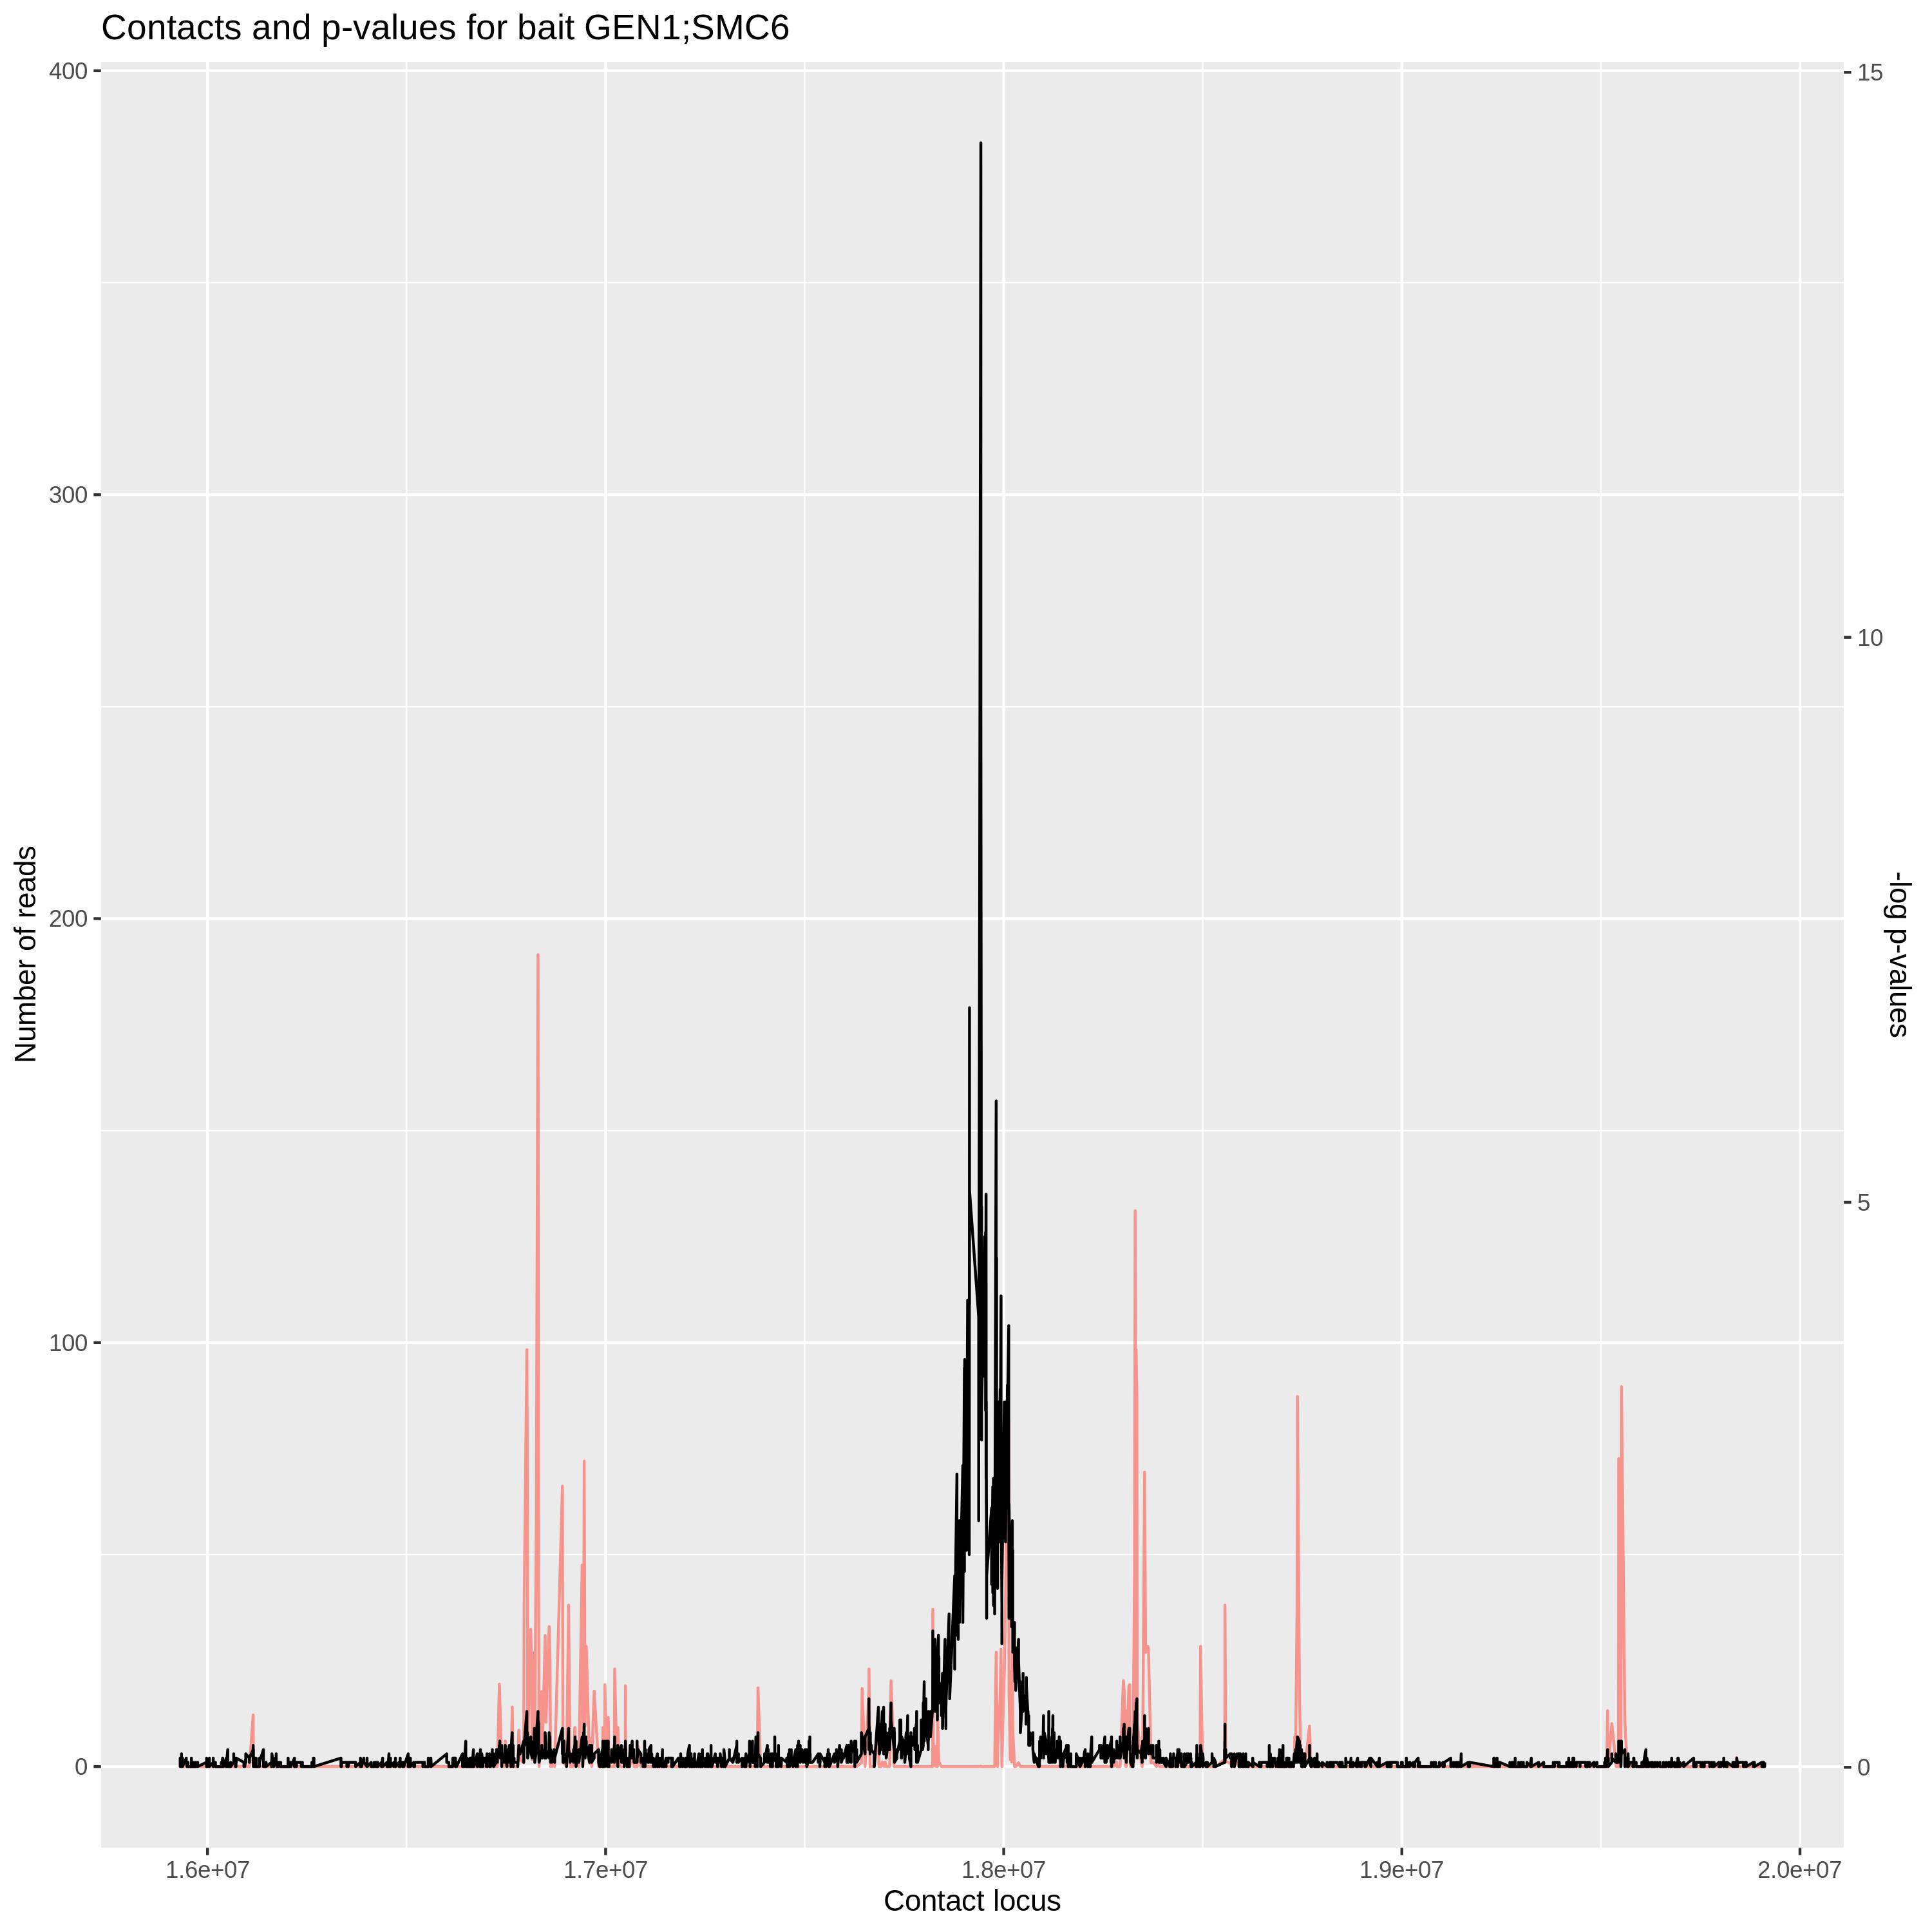 Contacts and p-values for bait GEN1;SMC6
400
300
200
100
0
Number of reads
15
10
5
0
-log p-values
1.6e+07
1.7e+07
1.8e+07
1.9e+07
2.0e+07
Contact locus